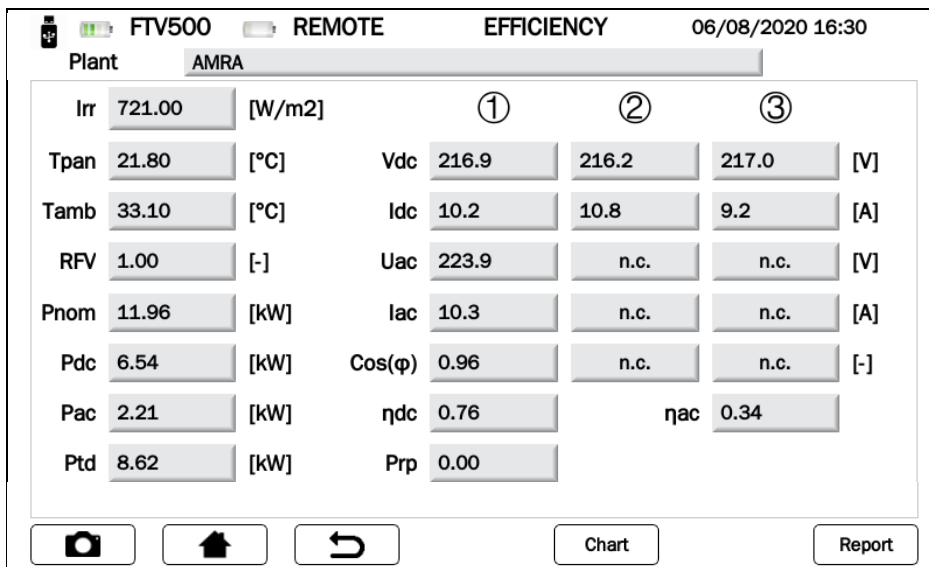 FTV500 REMOTE EFFICIENCY 06/08/2020 16:30
Plant AMRA
Irr 721.00 [W/m2] ① ② ③
Tpan 21.80 [°C] Vdc 216.9 216.2 217.0 [V]
Tamb 33.10 [°C] Idc 10.2 10.8 9.2 [A]
RFV 1.00 [-] Uac 223.9 n.c. n.c. [V]
Pnom 11.96 [kW] Iac 10.3 n.c. n.c. [A]
Pdc 6.54 [kW] Cos(φ) 0.96 n.c. n.c. [-]
Pac 2.21 [kW] ηdc 0.76 ηac 0.34
Ptd 8.62 [kW] Prp 0.00
Chart Report